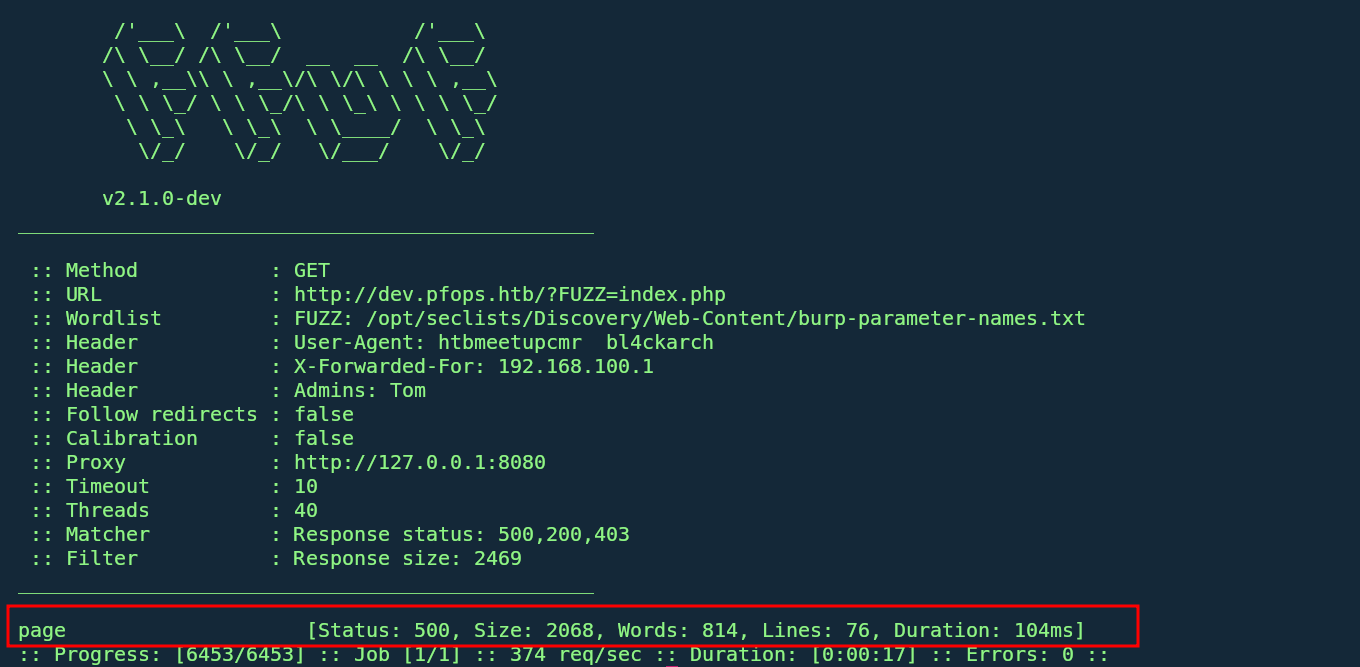 /'___\  /'___\           /'___\
       /\ \__/ /\ \__/  __  __  /\ \__/
       \ \ ,__\\ \ ,__\/\ \/\ \ \ \ ,__\
        \ \ \_/ \ \ \_/\ \ \_\ \ \ \ \_/
         \ \_\   \ \_\  \ \____/  \ \_\
          \/_/    \/_/   \/___/    \/_/
v2.1.0-dev
________________________________________________
:: Method           : GET
:: URL              : http://dev.pfops.htb/?FUZZ=index.php
:: Wordlist         : FUZZ: /opt/seclists/Discovery/Web-Content/burp-parameter-names.txt
:: Header           : User-Agent: htbmeetupcmr  bl4ckarch
:: Header           : X-Forwarded-For: 192.168.100.1
:: Header           : Admins: Tom
:: Follow redirects : false
:: Calibration      : false
:: Proxy            : http://127.0.0.1:8080
:: Timeout          : 10
:: Threads          : 40
:: Matcher          : Response status: 500,200,403
:: Filter           : Response size: 2469
________________________________________________
page                    [Status: 500, Size: 2068, Words: 814, Lines: 76, Duration: 104ms]
:: Progress: [6453/6453] :: Job [1/1] :: 374 req/sec :: Duration: [0:00:17] :: Errors: 0 ::